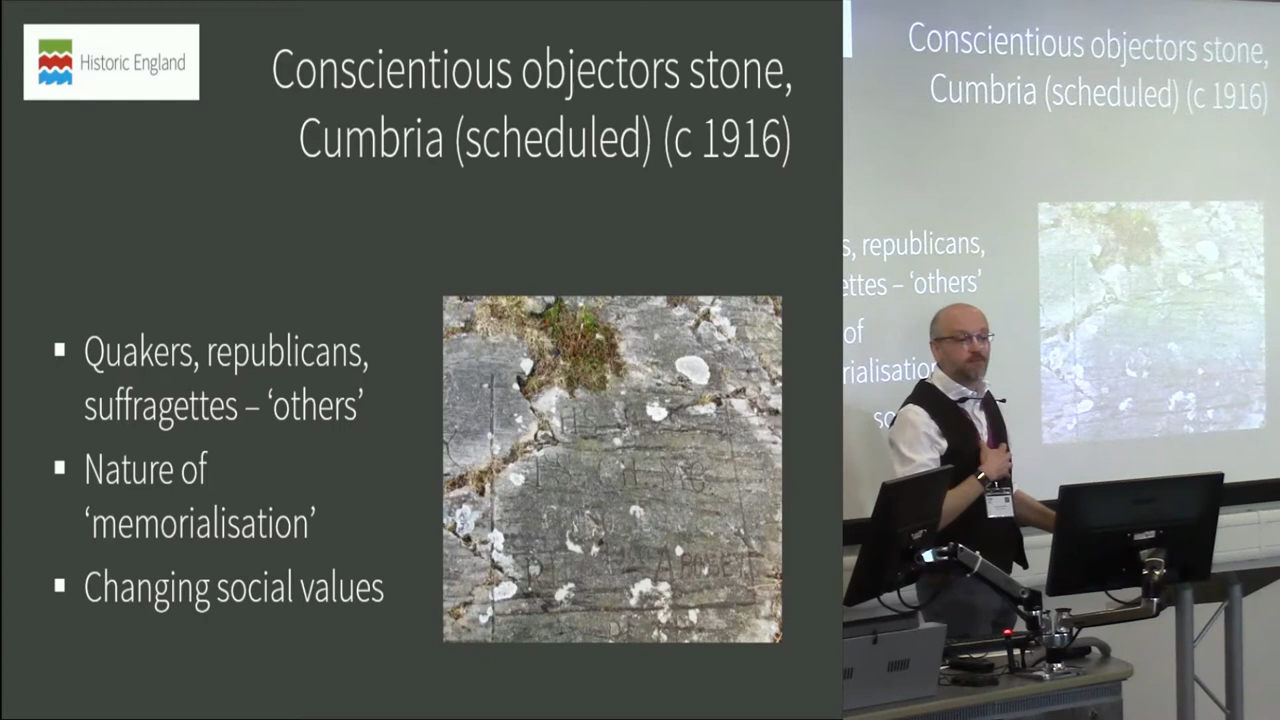 Historic England
Conscientious objectors stone,
Cumbria (scheduled) (c 1916)
▪ Quakers, republicans,
suffragettes – ‘others’
▪ Nature of
‘memorialisation’
▪ Changing social values
Conscientious objectors stone,
Cumbria (scheduled) (c 1916)
s, republicans,
ettes – ‘others’
of
rialisatio
so